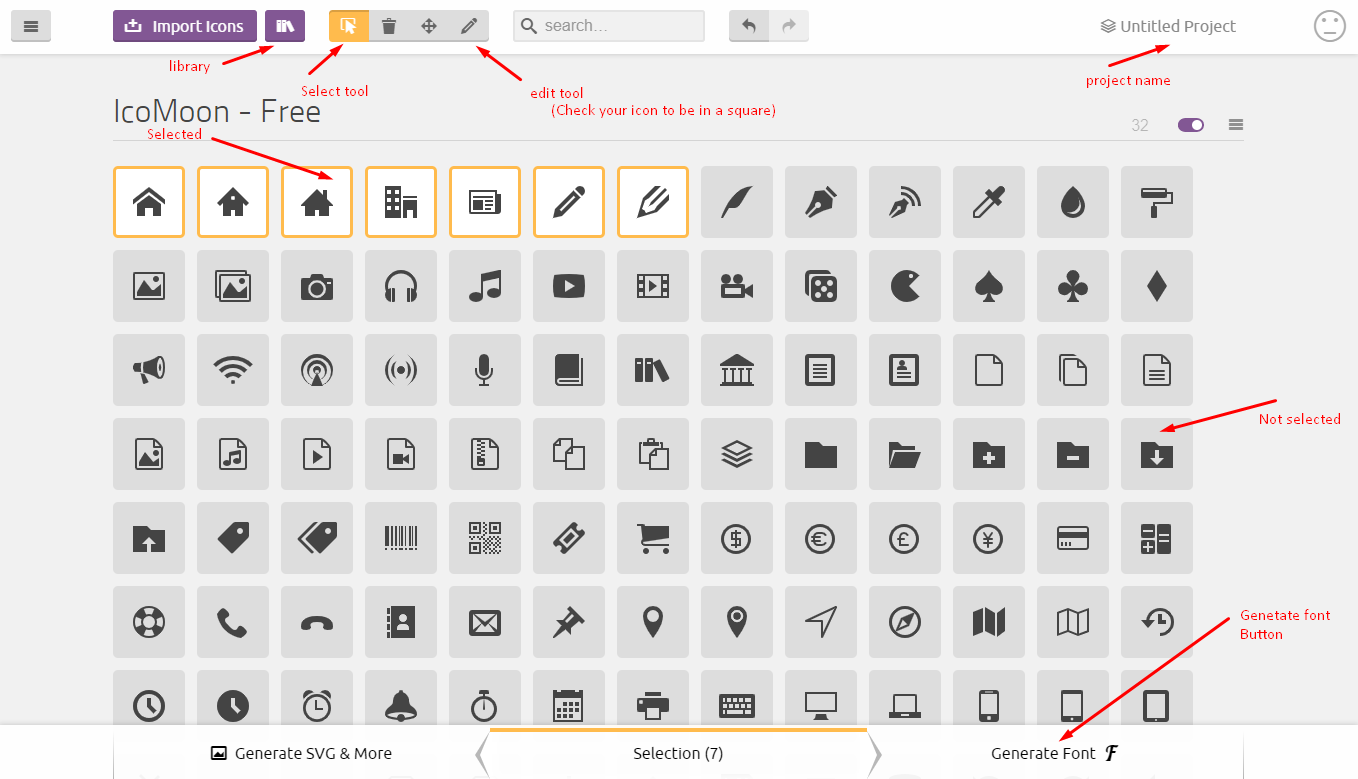 Import Icons
search...
Untitled Project
library
Select tool
edit tool
(Check your icon to be in a square)
project name
IcoMoon - Free
Selected
32
Not selected
Genetate font
Button
Generate SVG & More
Selection (7)
Generate Font F